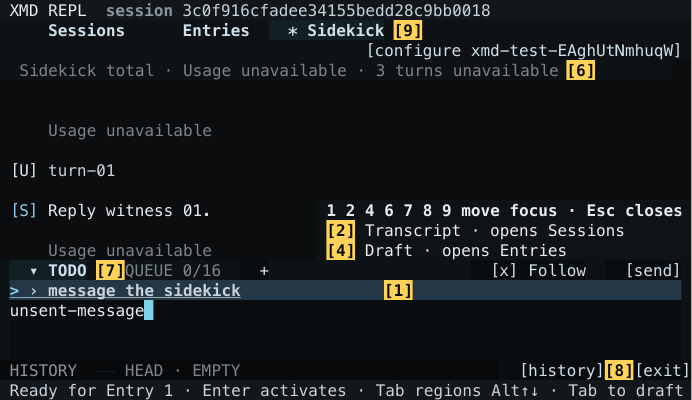 XMD REPL session 3c0f916cfadee34155bedd28c9bb0018
Sessions Entries ∗ Sidekick [9]
[configure xmd-test-EAghUtNmhuqW]
Sidekick total · Usage unavailable · 3 turns unavailable [6]
Usage unavailable
[U] turn-01
[S] Reply witness 01.
1 2 4 6 7 8 9 move focus · Esc closes
[2] Transcript · opens Sessions
Usage unavailable
[4] Draft · opens Entries
▾ TODO [7]QUEUE 0/16 + [x] Follow [send]
> › message the sidekick [1]
unsent-message
HISTORY —— HEAD · EMPTY [history][8][exit]
Ready for Entry 1 · Enter activates · Tab regions Alt↑↓ · Tab to draft